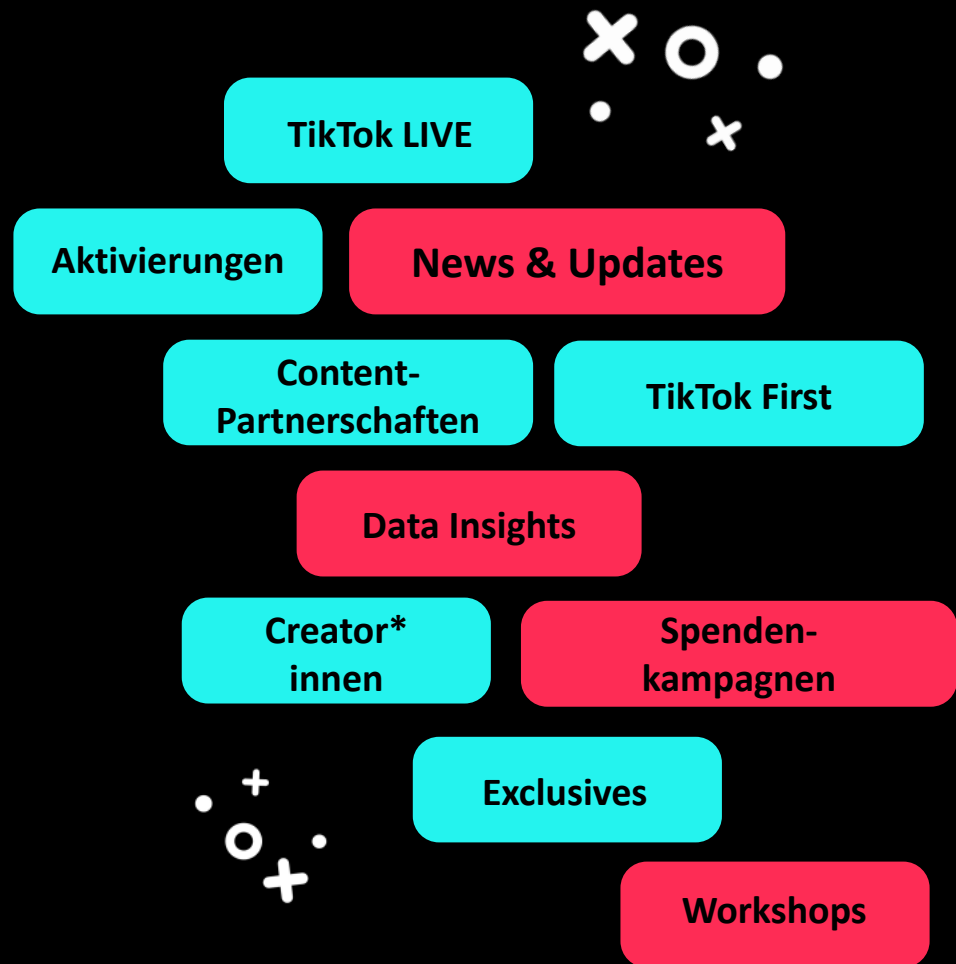 TikTok LIVE
Aktivierungen
News & Updates
Content-
Partnerschaften
TikTok First
Data Insights
Creator*
innen
Spenden-
kampagnen
Exclusives
Workshops